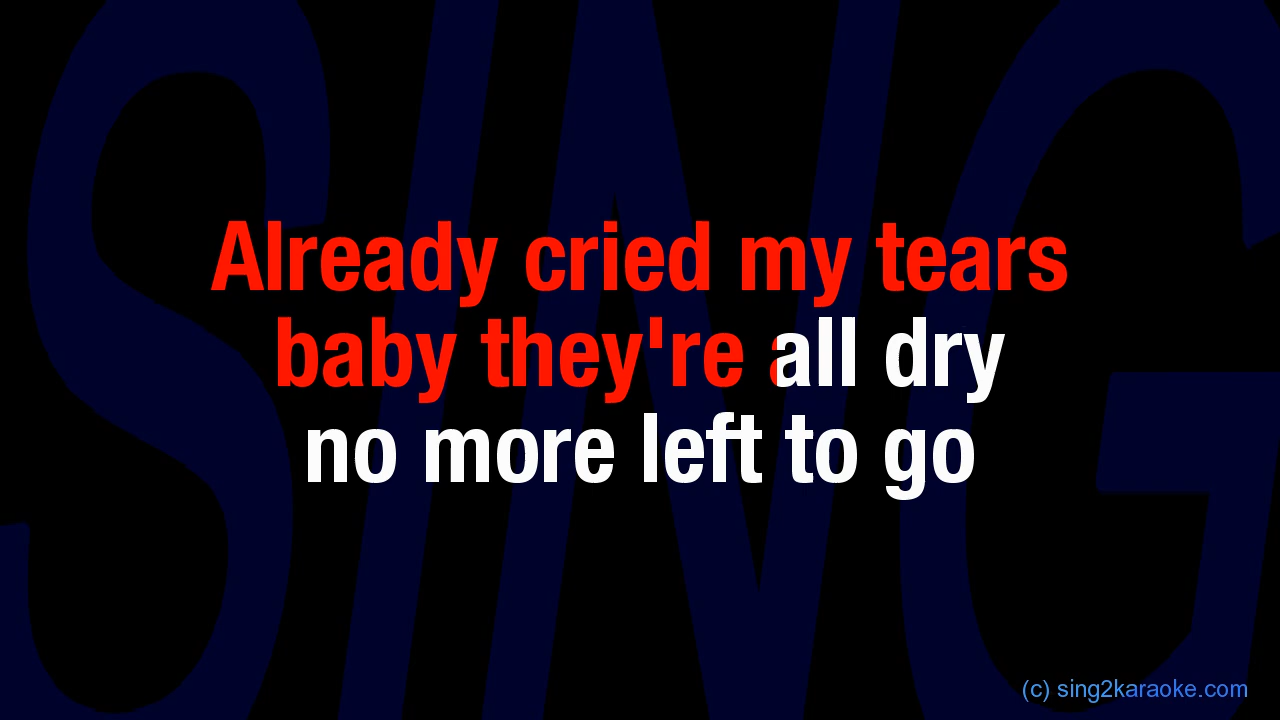 SING
Already cried my tears
baby they're all dry
no more left to go
(c) sing2karaoke.com